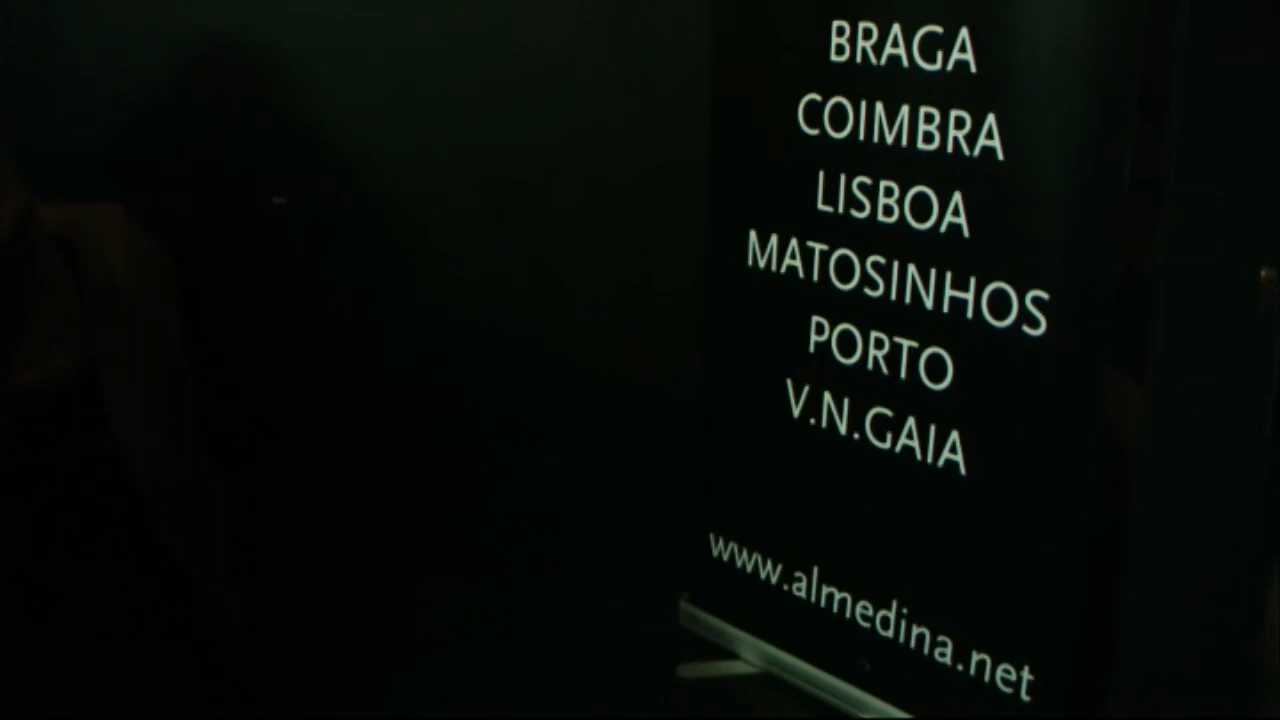 BRAGA
COIMBRA
LISBOA
MATOSINHOS
PORTO
V.N.GAIA
www.almedina.net